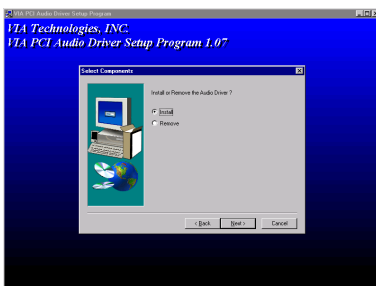 VIA PCI Audio Driver Setup Program
VIA Technologies, INC.
VIA PCI Audio Driver Setup Program 1.07
Select Components
Install or Remove the Audio Driver ?
Install
Remove
< Back
Next >
Cancel